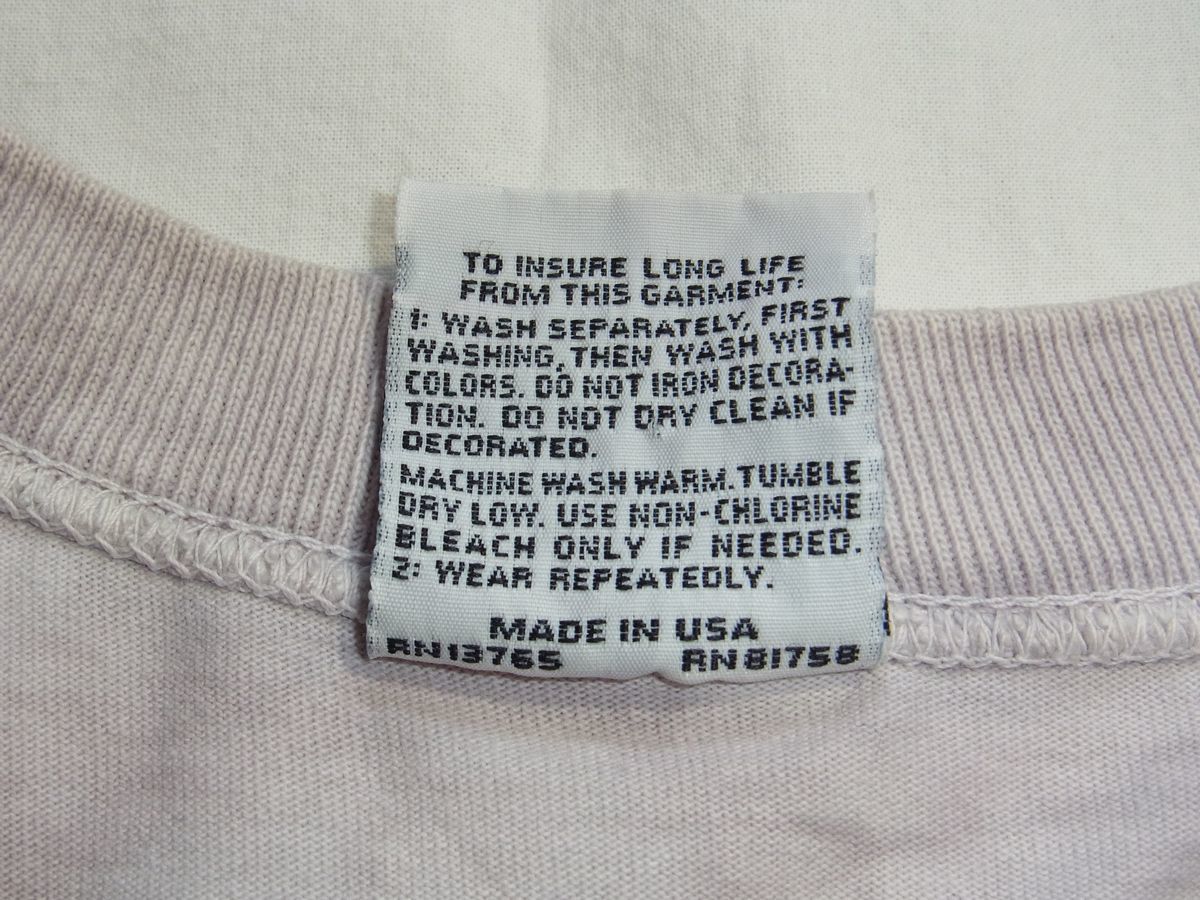 TO INSURE LONG LIFE
FROM THIS GARMENT:
1: WASH SEPARATELY, FIRST
WASHING, THEN WASH WITH
COLORS. DO NOT IRON DECORA-
TION. DO NOT DRY CLEAN IF
DECORATED.
MACHINE WASH WARM. TUMBLE
DRY LOW. USE NON-CHLORINE
BLEACH ONLY IF NEEDED.
2: WEAR REPEATEDLY.
MADE IN USA
RN13765 RN81758